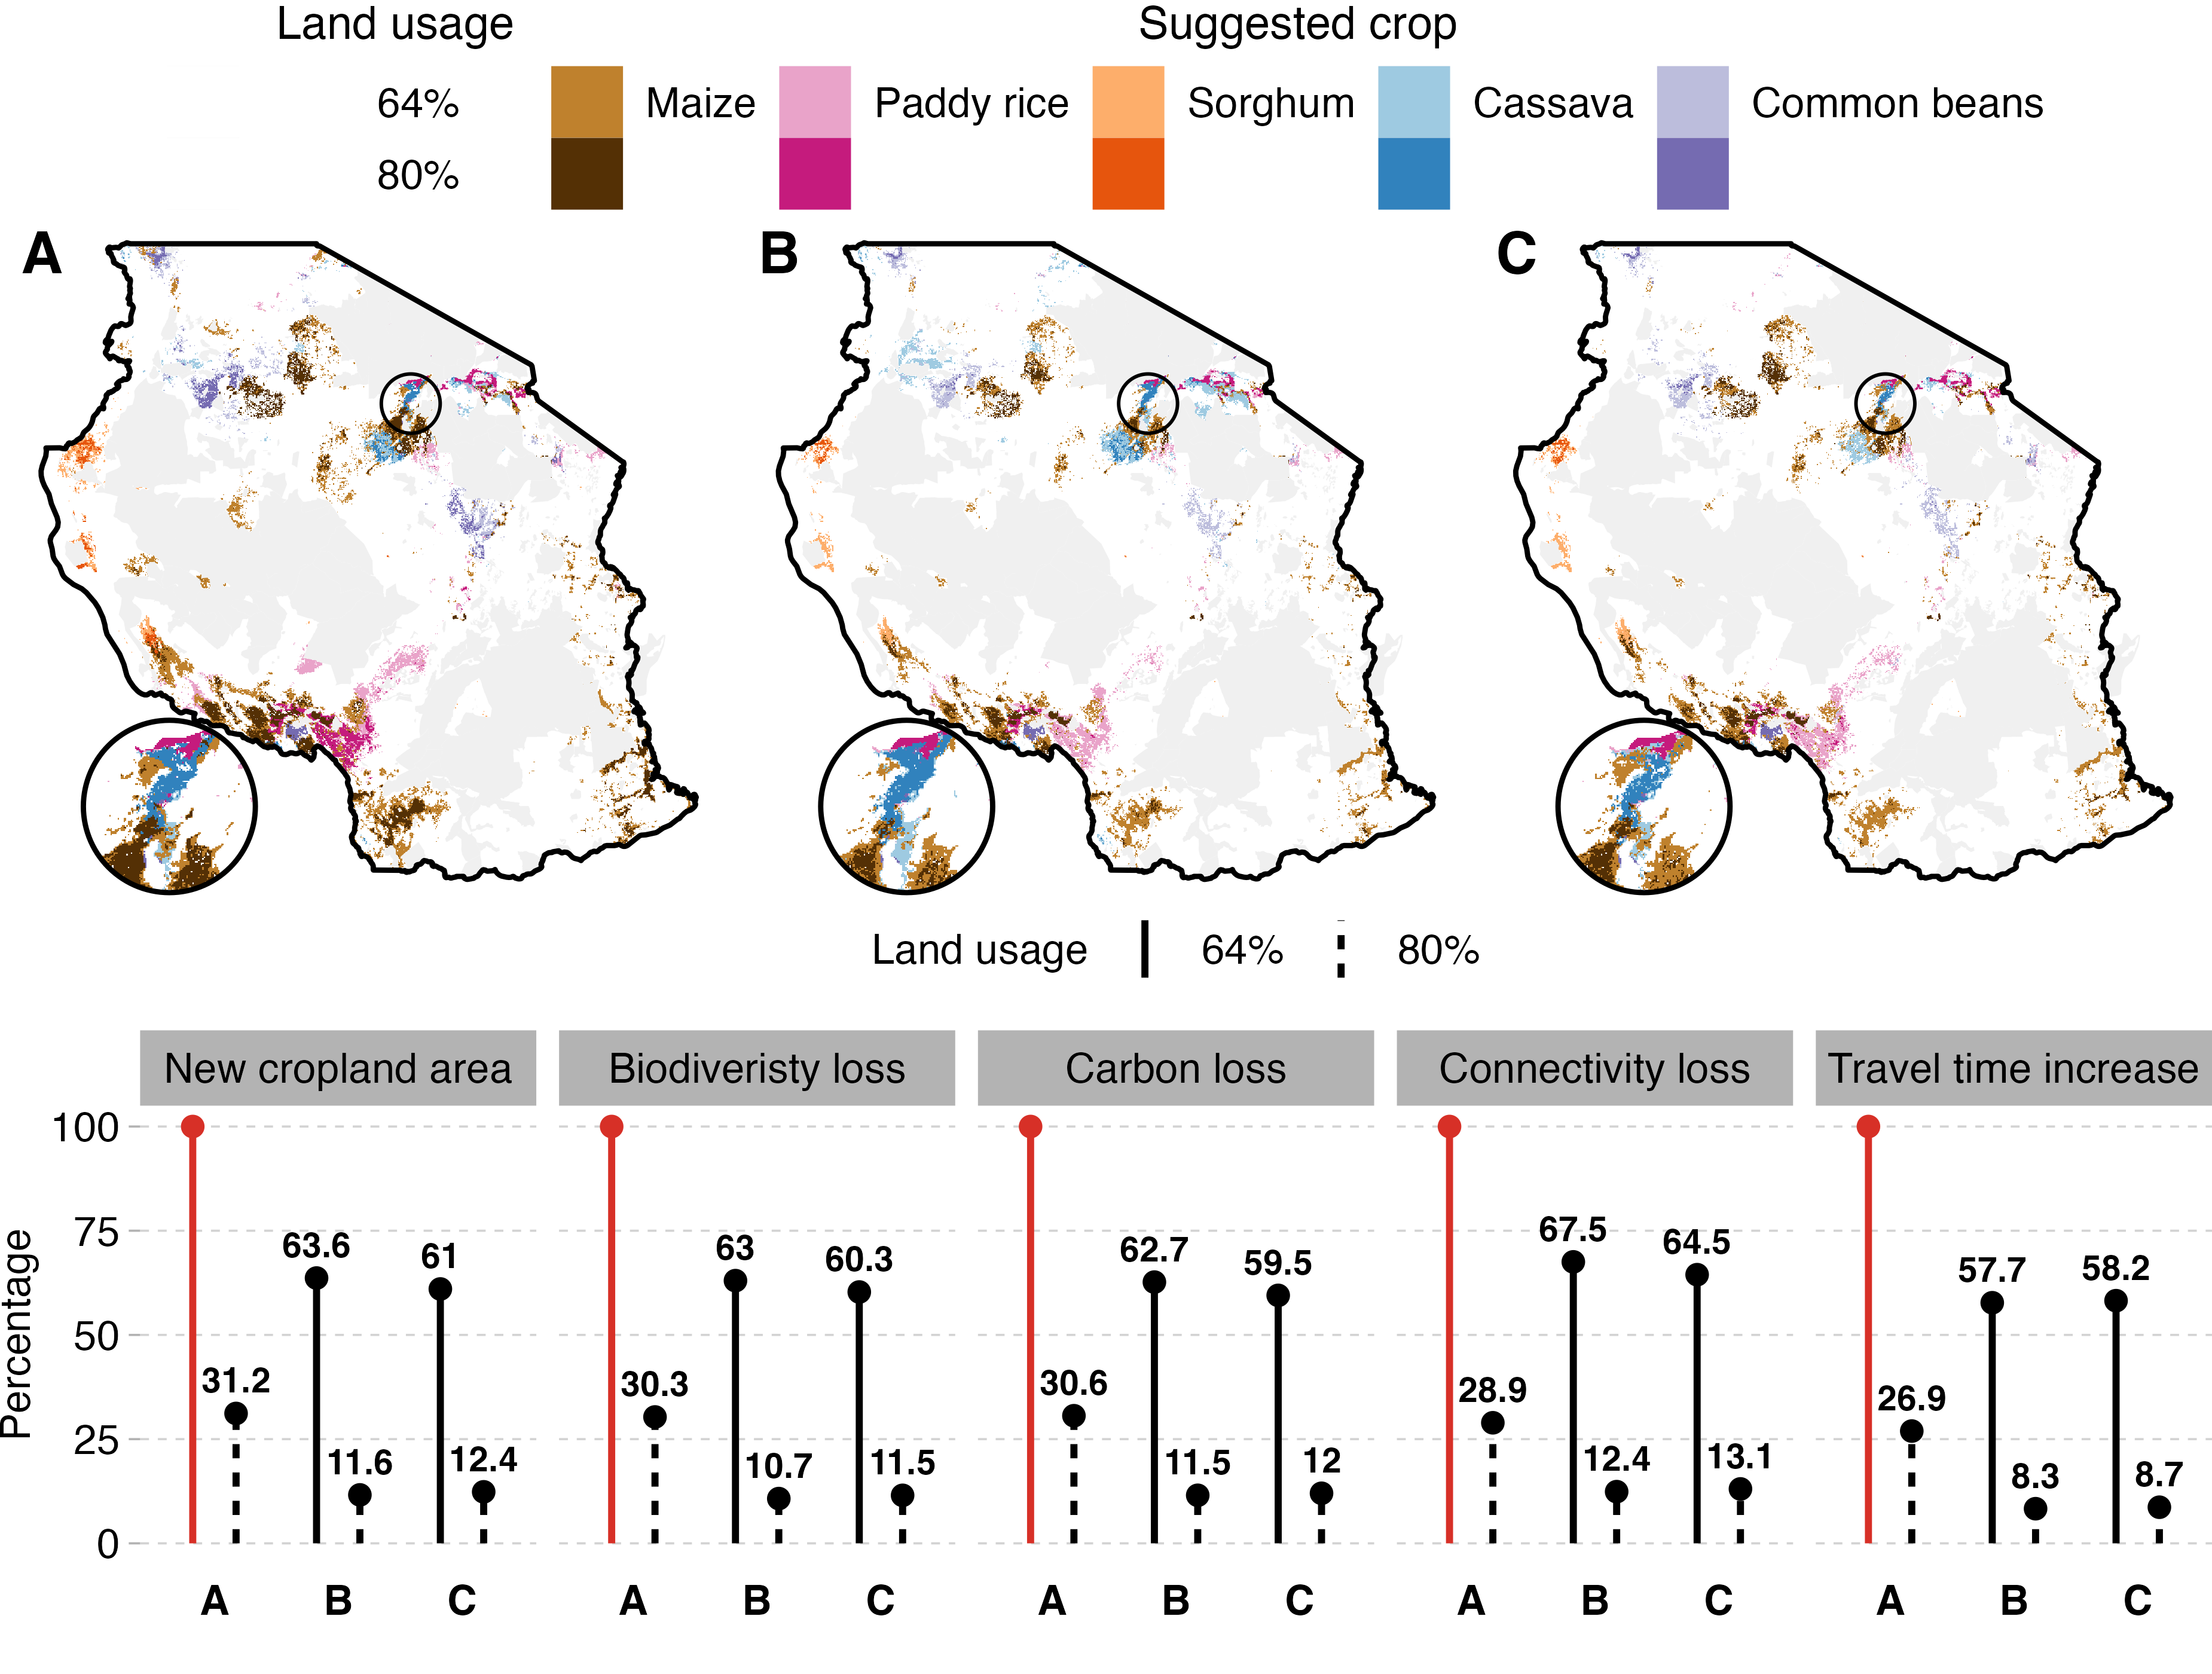 Land usage Suggested crop
64% Maize Paddy rice Sorghum Cassava Common beans
80%
A B C
Land usage 64% 80%
New cropland area Biodiveristy loss Carbon loss Connectivity loss Travel time increase
Percentage
100
75
50
25
0
31.2 63.6 11.6 61 12.4
30.3 63 10.7 60.3 11.5
30.6 62.7 11.5 59.5 12
28.9 67.5 12.4 64.5 13.1
26.9 57.7 8.3 58.2 8.7
A B C A B C A B C A B C A B C